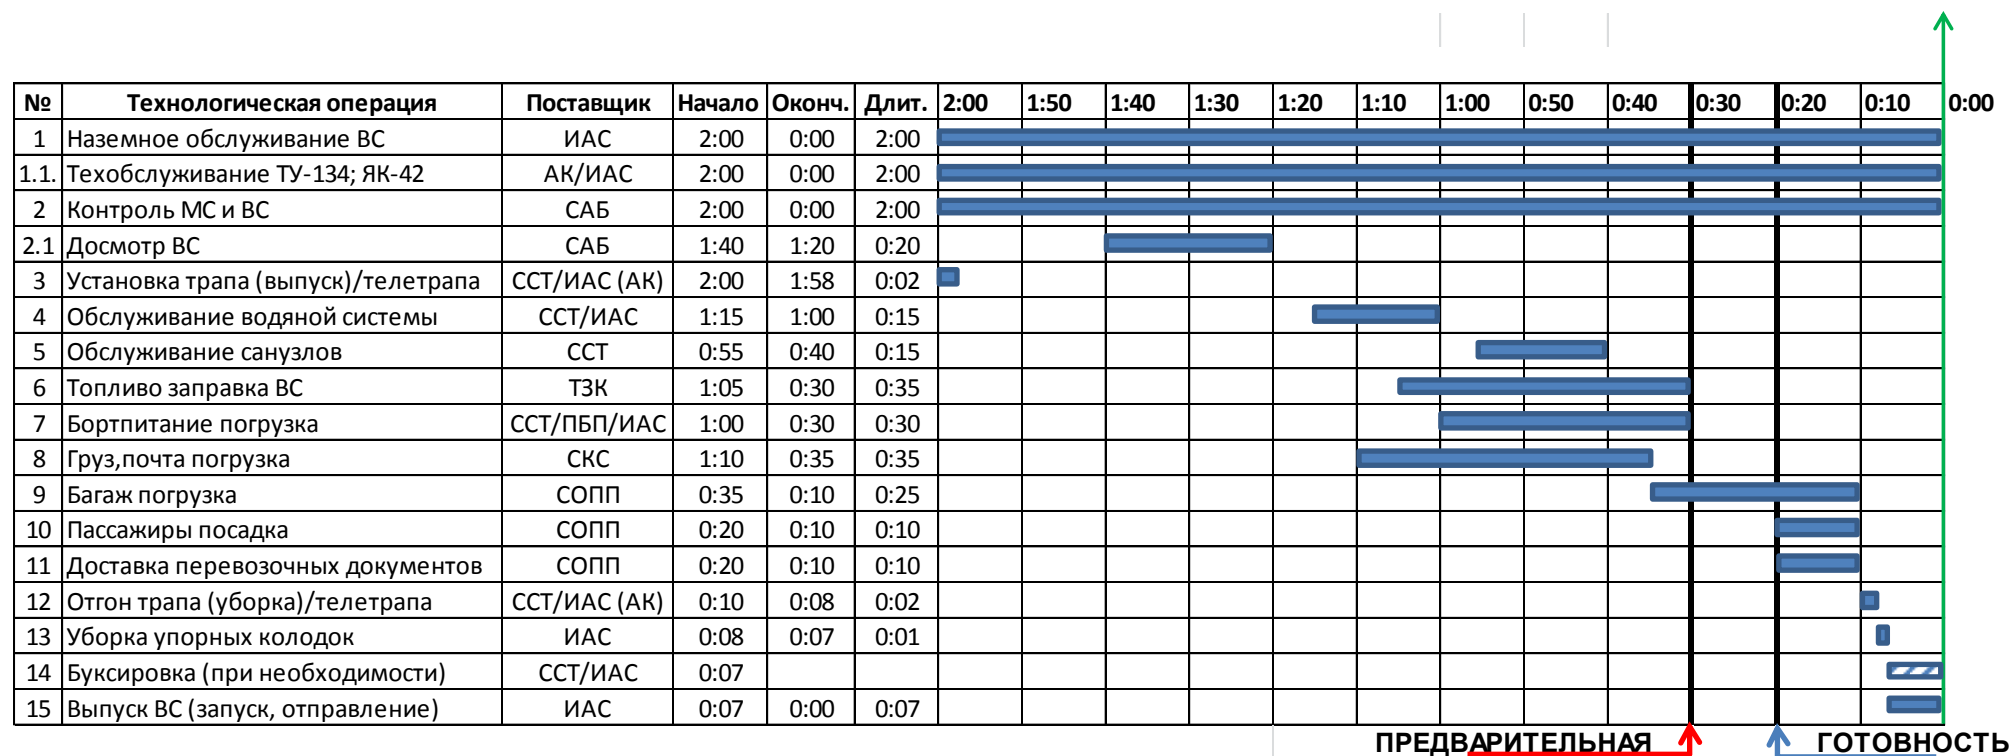 № Технологическая операция Поставщик Начало Оконч. Длит. 2:00 1:50 1:40 1:30 1:20 1:10 1:00 0:50 0:40 0:30 0:20 0:10 0:00
1 Наземное обслуживание ВС ИАС 2:00 0:00 2:00
1.1. Техобслуживание ТУ-134; ЯК-42 АК/ИАС 2:00 0:00 2:00
2 Контроль МС и ВС САБ 2:00 0:00 2:00
2.1 Досмотр ВС САБ 1:40 1:20 0:20
3 Установка трапа (выпуск)/телетрапа ССТ/ИАС (АК) 2:00 1:58 0:02
4 Обслуживание водяной системы ССТ/ИАС 1:15 1:00 0:15
5 Обслуживание санузлов ССТ 0:55 0:40 0:15
6 Топливо заправка ВС ТЗК 1:05 0:30 0:35
7 Бортпитание погрузка ССТ/ПБП/ИАС 1:00 0:30 0:30
8 Груз,почта погрузка СКС 1:10 0:35 0:35
9 Багаж погрузка СОПП 0:35 0:10 0:25
10 Пассажиры посадка СОПП 0:20 0:10 0:10
11 Доставка перевозочных документов СОПП 0:20 0:10 0:10
12 Отгон трапа (уборка)/телетрапа ССТ/ИАС (АК) 0:10 0:08 0:02
13 Уборка упорных колодок ИАС 0:08 0:07 0:01
14 Буксировка (при необходимости) ССТ/ИАС 0:07
15 Выпуск ВС (запуск, отправление) ИАС 0:07 0:00 0:07
ПРЕДВАРИТЕЛЬНАЯ ГОТОВНОСТЬ